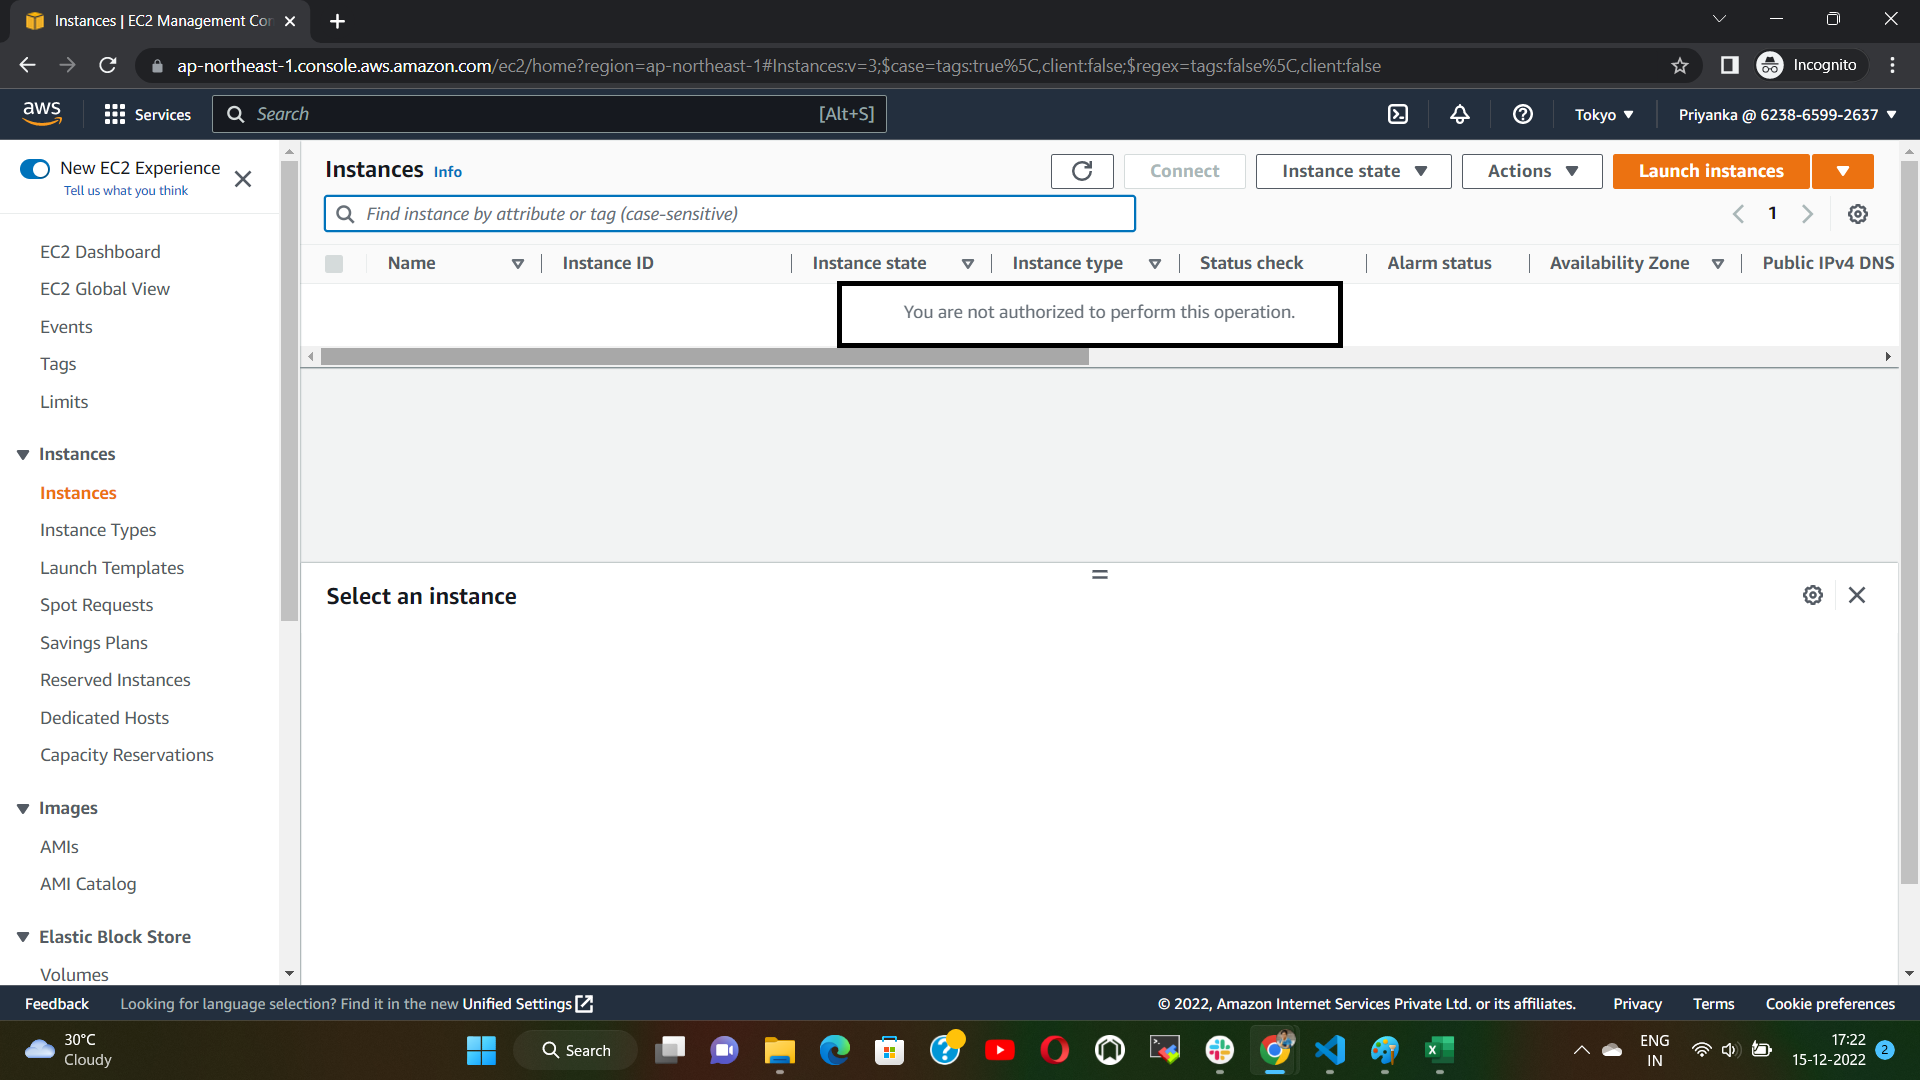 Instances | EC2 Management Con
ap-northeast-1.console.aws.amazon.com/ec2/home?region=ap-northeast-1#Instances:v=3;$case=tags:true%5C,client:false;$regex=tags:false%5C,client:false
Incognito
aws
Services
Search
[Alt+S]
Tokyo
Priyanka @ 6238-6599-2637
New EC2 Experience
Tell us what you think
EC2 Dashboard
EC2 Global View
Events
Tags
Limits
Instances
Instances
Instance Types
Launch Templates
Spot Requests
Savings Plans
Reserved Instances
Dedicated Hosts
Capacity Reservations
Images
AMIs
AMI Catalog
Elastic Block Store
Volumes
Instances Info
Connect
Instance state
Actions
Launch instances
Find instance by attribute or tag (case-sensitive)
1
Name
Instance ID
Instance state
Instance type
Status check
Alarm status
Availability Zone
Public IPv4 DNS
You are not authorized to perform this operation.
Select an instance
Feedback
Looking for language selection? Find it in the new Unified Settings
© 2022, Amazon Internet Services Private Ltd. or its affiliates.
Privacy
Terms
Cookie preferences
30°C
Cloudy
Search
ENG
IN
17:22
15-12-2022
2